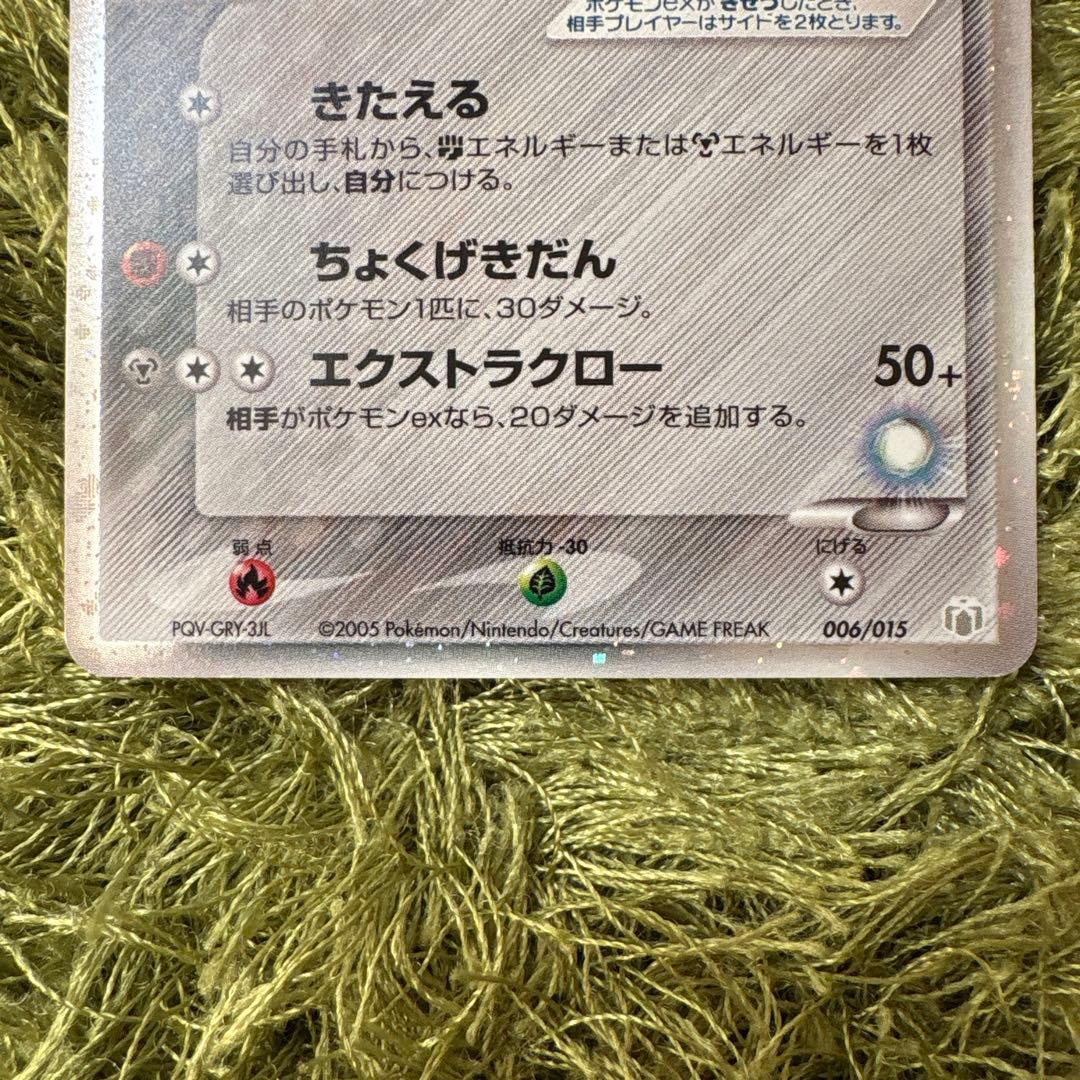 ポケモンexが きぜつしたとき、
相手プレイヤーはサイドを2枚とります。
きたえる
自分の手札から、エネルギーまたはエネルギーを1枚
選び出し、自分につける。
ちょくげきだん
相手のポケモン1匹に、30ダメージ。
エクストラクロー 50+
相手がポケモンexなら、20ダメージを追加する。
弱点 抵抗力 -30 にげる
PQV-GRY-3JL ©2005 Pokémon/Nintendo/Creatures/GAME FREAK 006/015